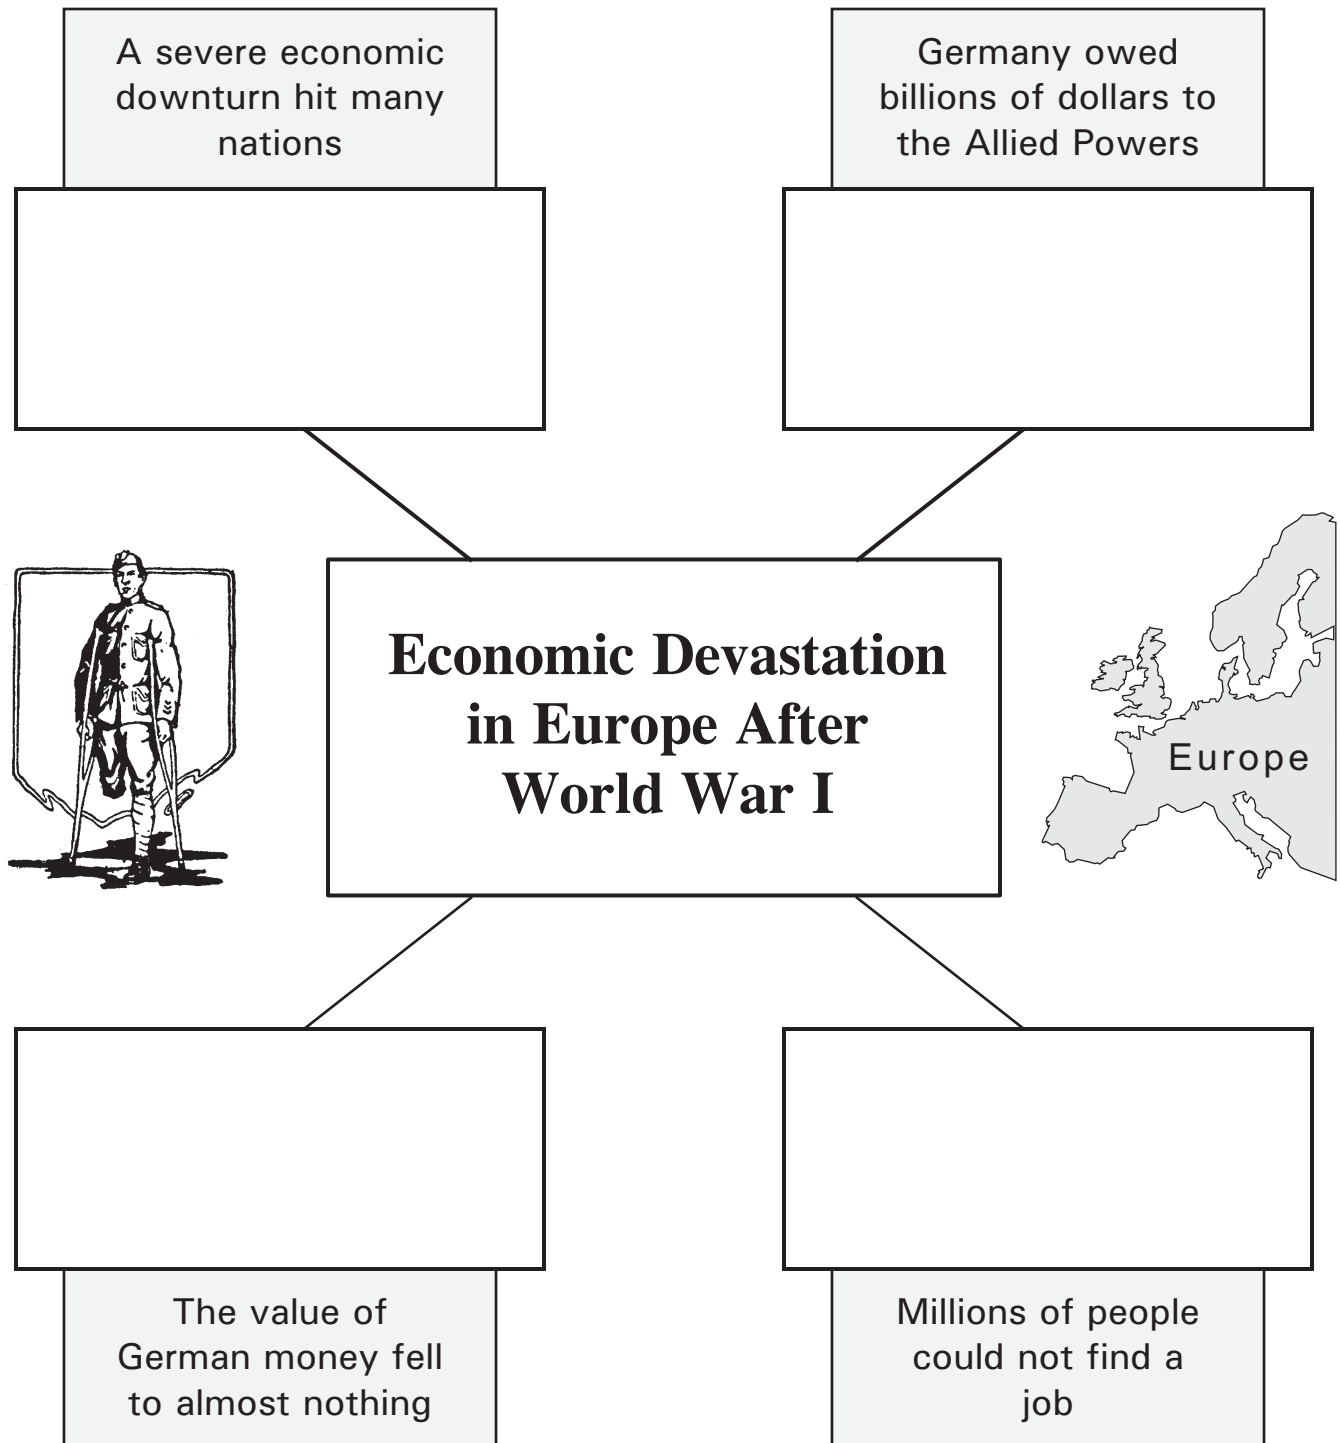 A severe economic
downturn hit many
nations
Germany owed
billions of dollars to
the Allied Powers
Economic Devastation
in Europe After
World War I
Europe
The value of
German money fell
to almost nothing
Millions of people
could not find a
job